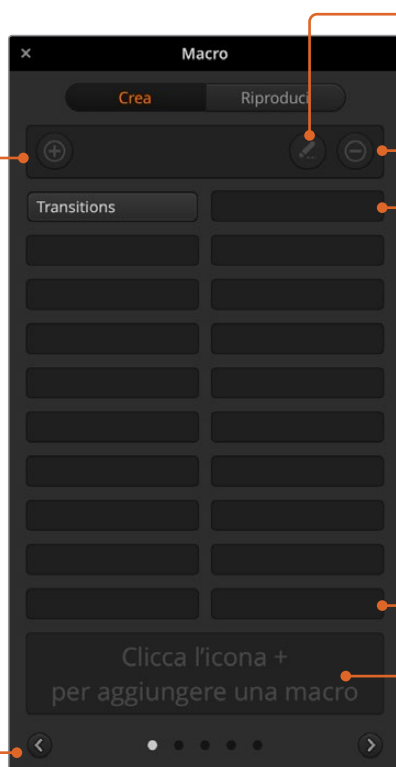 Macro
Crea
Riproduci
Transitions
Clicca l'icona +
per aggiungere una macro